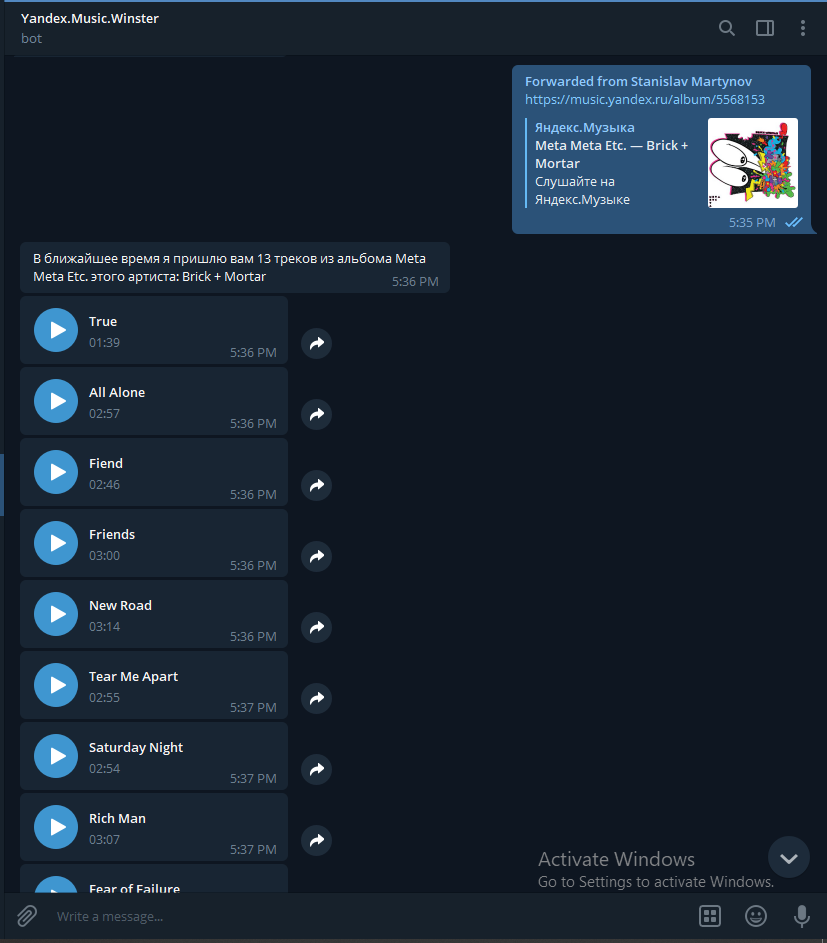 Yandex.Music.Winster
bot
Forwarded from Stanislav Martynov
https://music.yandex.ru/album/5568153
Яндекс.Музыка
Meta Meta Etc. — Brick +
Mortar
Слушайте на
Яндекс.Музыке
5:35 PM
В ближайшее время я пришлю вам 13 треков из альбома Meta
Meta Etc. этого артиста: Brick + Mortar
5:36 PM
True
01:39
5:36 PM
All Alone
02:57
5:36 PM
Fiend
02:46
5:36 PM
Friends
03:00
5:36 PM
New Road
03:14
5:36 PM
Tear Me Apart
02:55
5:37 PM
Saturday Night
02:54
5:37 PM
Rich Man
03:07
5:37 PM
Fear of Failure
Activate Windows
Go to Settings to activate Windows.
Write a message...